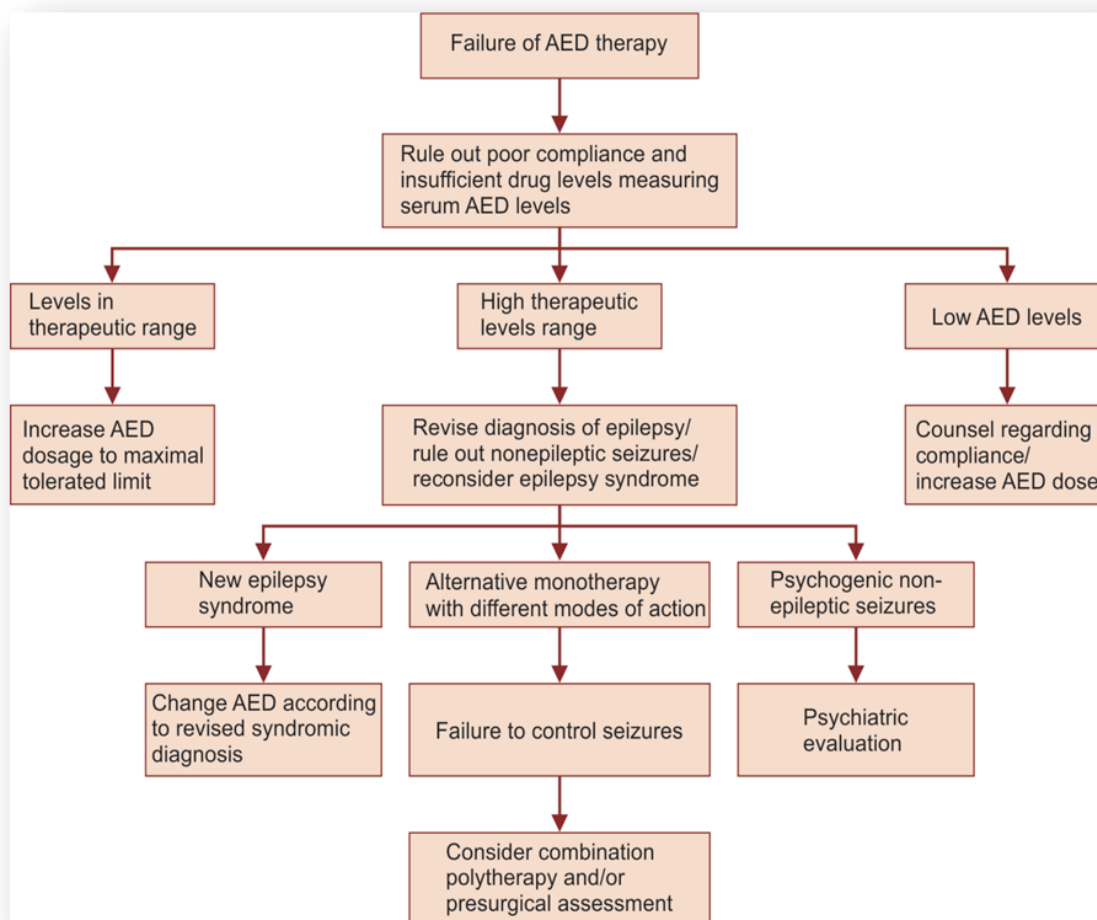 Failure of AED therapy
Rule out poor compliance and
insufficient drug levels measuring
serum AED levels
Levels in
therapeutic range
High therapeutic
levels range
Low AED levels
Increase AED
dosage to maximal
tolerated limit
Revise diagnosis of epilepsy/
rule out nonepileptic seizures/
reconsider epilepsy syndrome
Counsel regarding
compliance/
increase AED dose
New epilepsy
syndrome
Alternative monotherapy
with different modes of action
Psychogenic non-
epileptic seizures
Change AED according
to revised syndromic
diagnosis
Failure to control seizures
Psychiatric
evaluation
Consider combination
polytherapy and/or
presurgical assessment